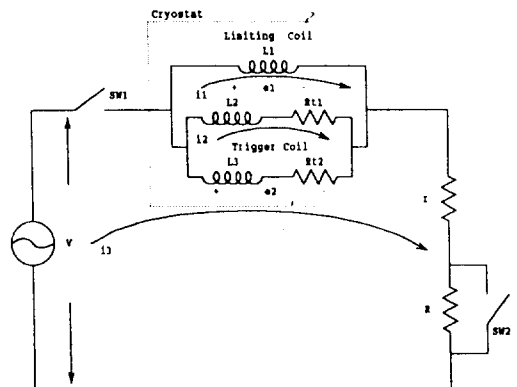 Cryostat
Limiting Coil
L1
SW1
i1
+
e1
L2
Rt1
i2
Trigger Coil
L3
Rt2
+
e2
r
V
i3
R
SW2